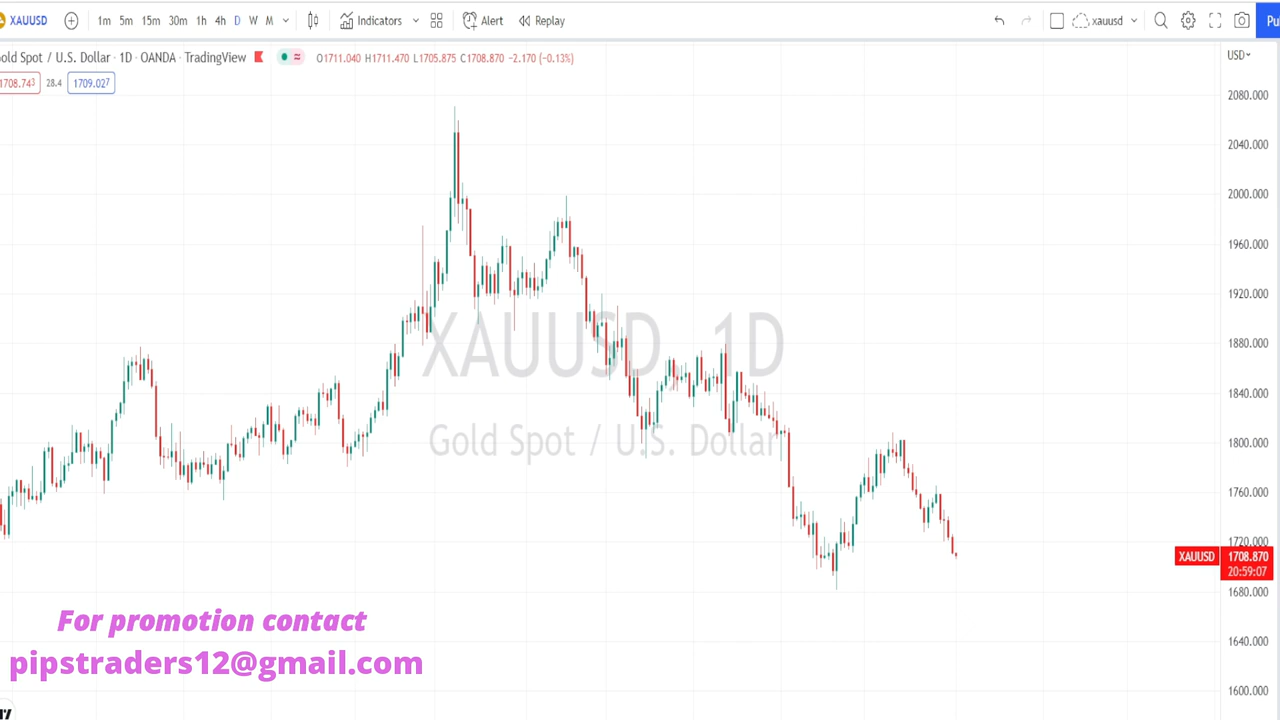 XAUUSD 1m 5m 15m 30m 1h 4h D W M Indicators Alert Replay xauusd Pu
Gold Spot / U.S. Dollar · 1D · OANDA · TradingView O1711.040 H1711.470 L1705.875 C1708.870 -2.170 (-0.13%)
USD
1708.743 28.4 1709.027
2080.000
2040.000
2000.000
1960.000
1920.000
1880.000
XAUUSD, 1D
1840.000
Gold Spot / U.S. Dollar
1800.000
1760.000
1720.000
XAUUSD 1708.870
20:59:07
1680.000
For promotion contact
1640.000
pipstraders12@gmail.com
1600.000